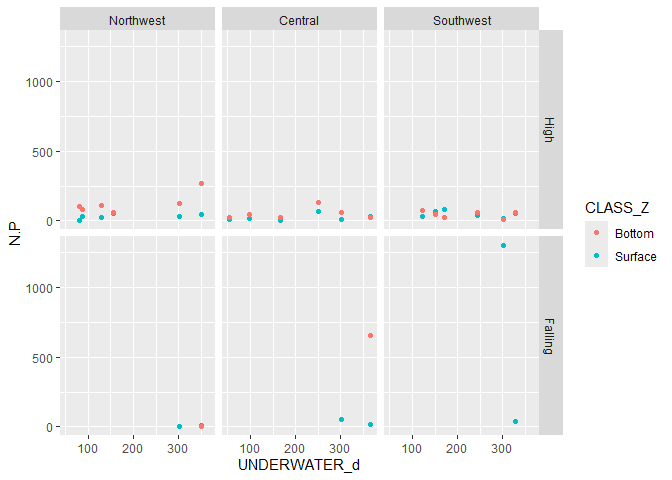 Northwest Central Southwest
1000
500
0
High
N.P
CLASS_Z
Bottom
Surface
1000
500
0
Falling
100 200 300 100 200 300 100 200 300
UNDERWATER_d